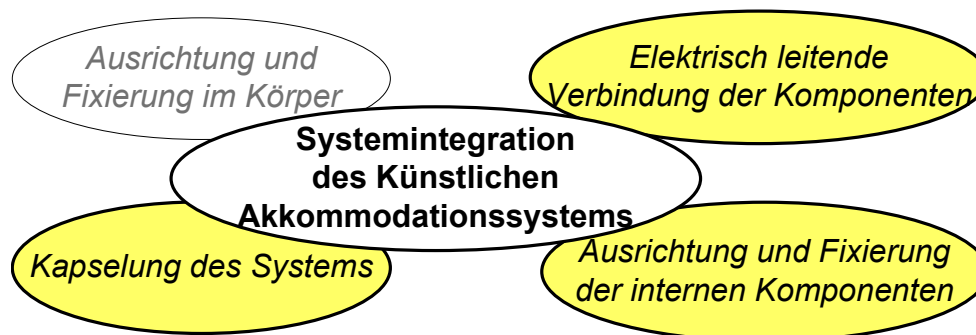 Ausrichtung und
Fixierung im Körper
Elektrisch leitende
Verbindung der Komponenten
Systemintegration
des Künstlichen
Akkommodationssystems
Kapselung des Systems
Ausrichtung und Fixierung
der internen Komponenten